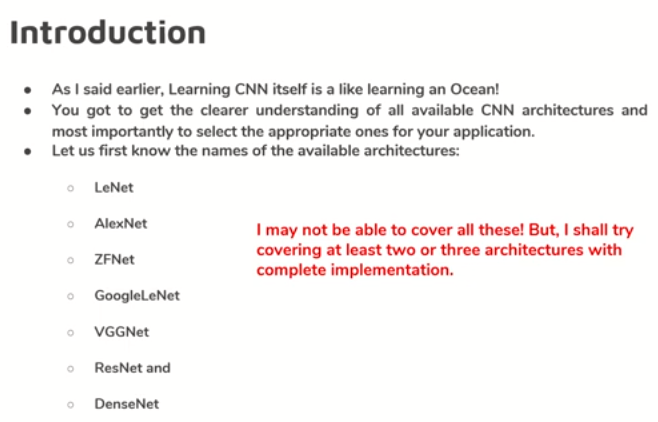 Introduction
● As I said earlier, Learning CNN itself is a like learning an Ocean!
● You got to get the clearer understanding of all available CNN architectures and
most importantly to select the appropriate ones for your application.
● Let us first know the names of the available architectures:
○ LeNet
○ AlexNet
○ ZFNet
○ GoogleLeNet
○ VGGNet
○ ResNet and
○ DenseNet
I may not be able to cover all these! But, I shall try
covering at least two or three architectures with
complete implementation.